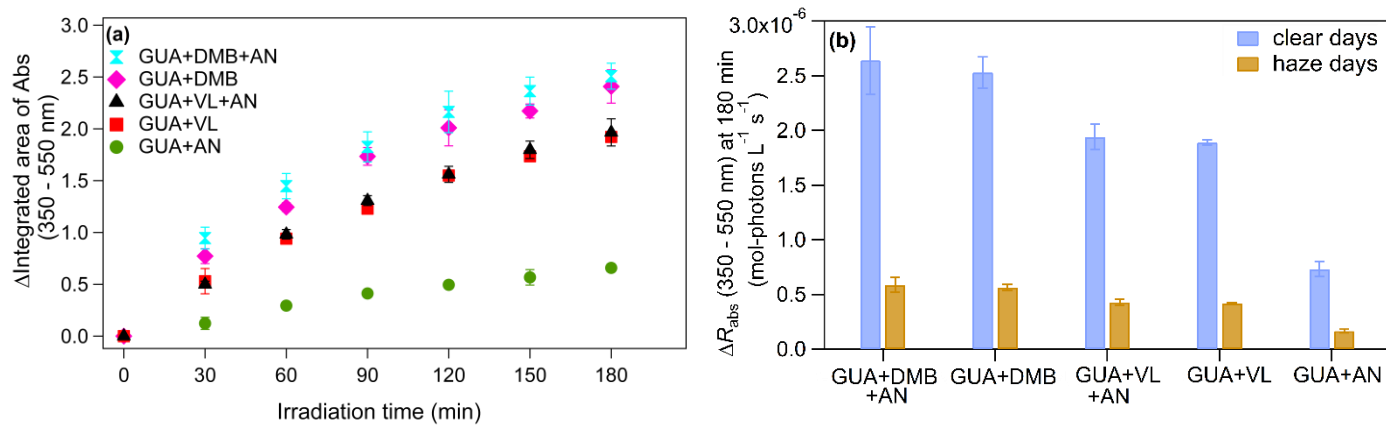 (a)
GUA+DMB+AN
GUA+DMB
GUA+VL+AN
GUA+VL
GUA+AN
3.0
2.5
2.0
1.5
1.0
0.5
0.0
ΔIntegrated area of Abs
(350 - 550 nm)
0 30 60 90 120 150 180
Irradiation time (min)
(b)
clear days
haze days
3.0x10⁻⁶
2.5
2.0
1.5
1.0
0.5
0.0
ΔR_abs (350 - 550 nm) at 180 min
(mol-photons L⁻¹ s⁻¹)
GUA+DMB
+AN
GUA+DMB
GUA+VL
+AN
GUA+VL
GUA+AN